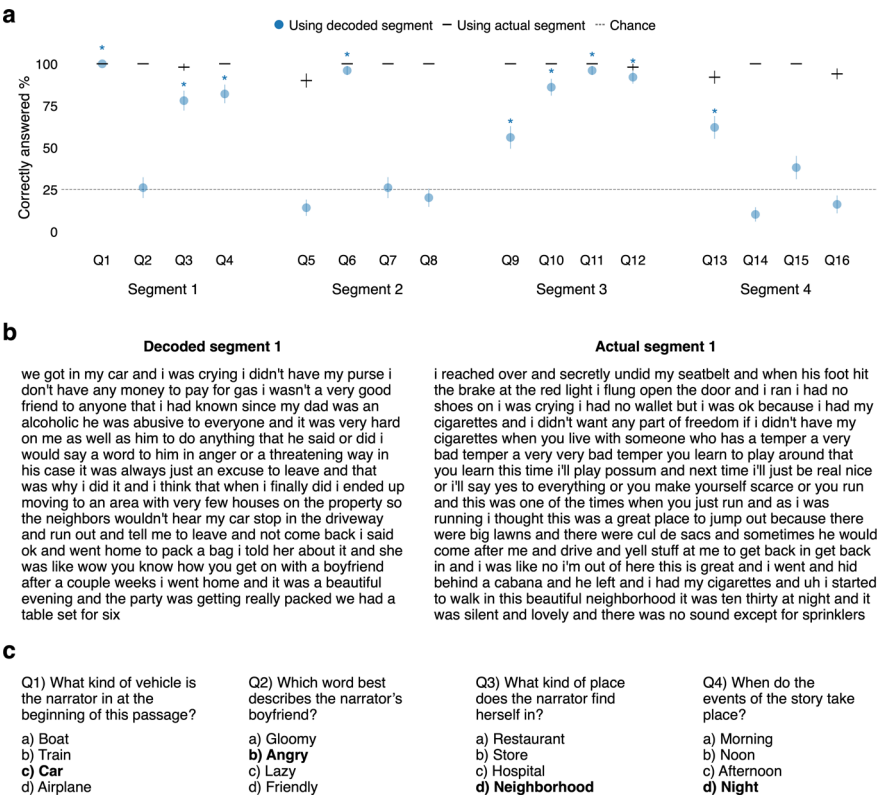 a
Using decoded segment Using actual segment Chance
Correctly answered %
100
75
50
25
0
* * * * * * * * * *
Q1 Q2 Q3 Q4 Q5 Q6 Q7 Q8 Q9 Q10 Q11 Q12 Q13 Q14 Q15 Q16
Segment 1 Segment 2 Segment 3 Segment 4
b
Decoded segment 1
we got in my car and i was crying i didn't have my purse i
don't have any money to pay for gas i wasn't a very good
friend to anyone that i had known since my dad was an
alcoholic he was abusive to everyone and it was very hard
on me as well as him to do anything that he said or did i
would say a word to him in anger or a threatening way in
his case it was always just an excuse to leave and that
was why i did it and i think that when i finally did i ended up
moving to an area with very few houses on the property so
the neighbors wouldn't hear my car stop in the driveway
and run out and tell me to leave and not come back i said
ok and went home to pack a bag i told her about it and she
was like wow you know how you get on with a boyfriend
after a couple weeks i went home and it was a beautiful
evening and the party was getting really packed we had a
table set for six
Actual segment 1
i reached over and secretly undid my seatbelt and when his foot hit
the brake at the red light i flung open the door and i ran i had no
shoes on i was crying i had no wallet but i was ok because i had my
cigarettes and i didn't want any part of freedom if i didn't have my
cigarettes when you live with someone who has a temper a very
bad temper a very very bad temper you learn to play around that
you learn this time i'll play possum and next time i'll just be real nice
or i'll say yes to everything or you make yourself scarce or you run
and this was one of the times when you just run and as i was
running i thought this was a great place to jump out because there
were big lawns and there were cul de sacs and sometimes he would
come after me and drive and yell stuff at me to get back in get back
in and i was like no i'm out of here this is great and i went and hid
behind a cabana and he left and i had my cigarettes and uh i started
to walk in this beautiful neighborhood it was ten thirty at night and it
was silent and lovely and there was no sound except for sprinklers
c
Q1) What kind of vehicle is
the narrator in at the
beginning of this passage?
a) Boat
b) Train
c) Car
d) Airplane
Q2) Which word best
describes the narrator's
boyfriend?
a) Gloomy
b) Angry
c) Lazy
d) Friendly
Q3) What kind of place
does the narrator find
herself in?
a) Restaurant
b) Store
c) Hospital
d) Neighborhood
Q4) When do the
events of the story take
place?
a) Morning
b) Noon
c) Afternoon
d) Night